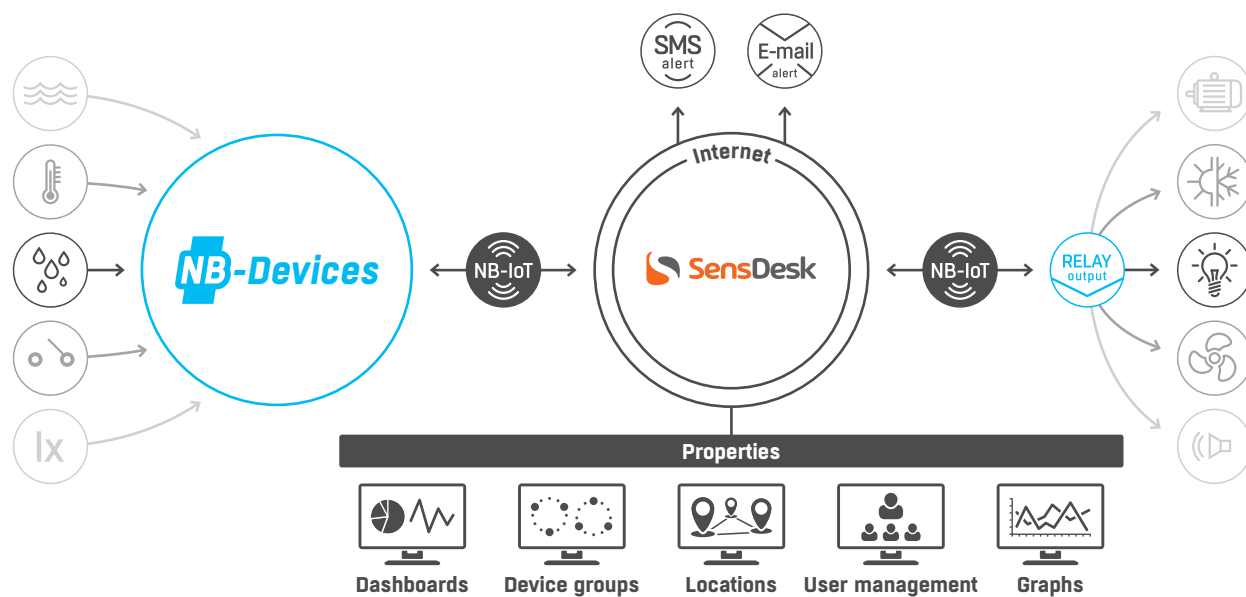 SMS
alert
E-mail
alert
Internet
NB-Devices
NB-IoT
SensDesk
NB-IoT
RELAY
output
lx
Properties
Dashboards
Device groups
Locations
User management
Graphs